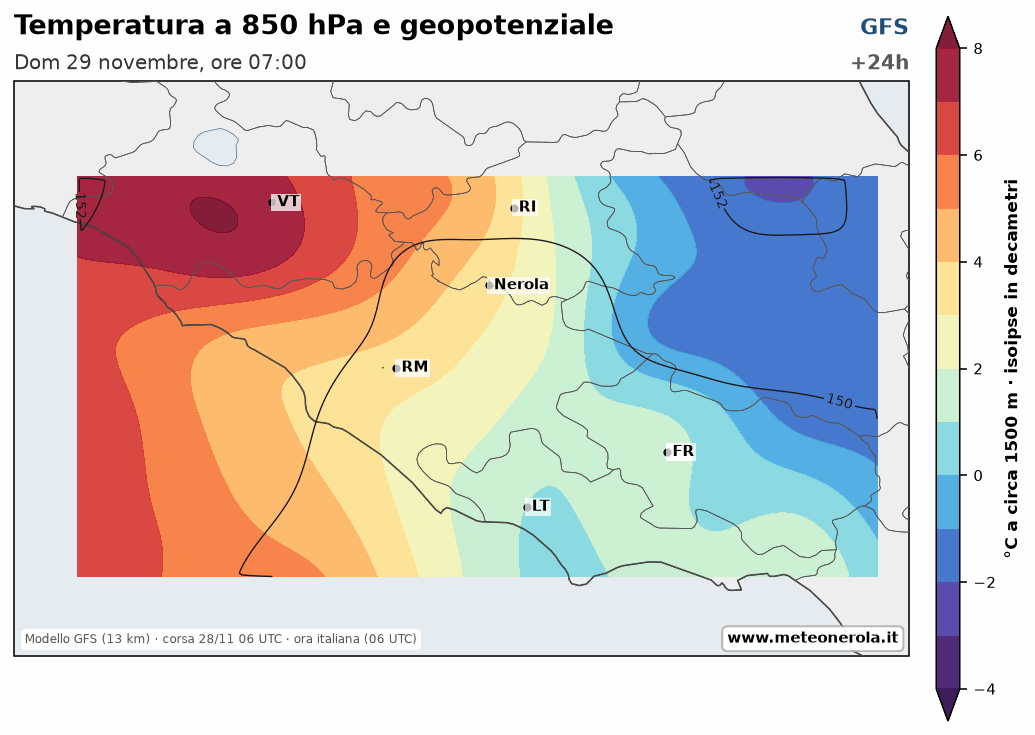 Temperatura a 850 hPa e geopotenziale
GFS
Dom 29 novembre, ore 07:00
+24h
8
6
4
2
0
−2
−4
°C a circa 1500 m · isoipse in decametri
152
VT
RI
152
Nerola
RM
150
FR
LT
Modello GFS (13 km) · corsa 28/11 06 UTC · ora italiana (06 UTC)
www.meteonerola.it